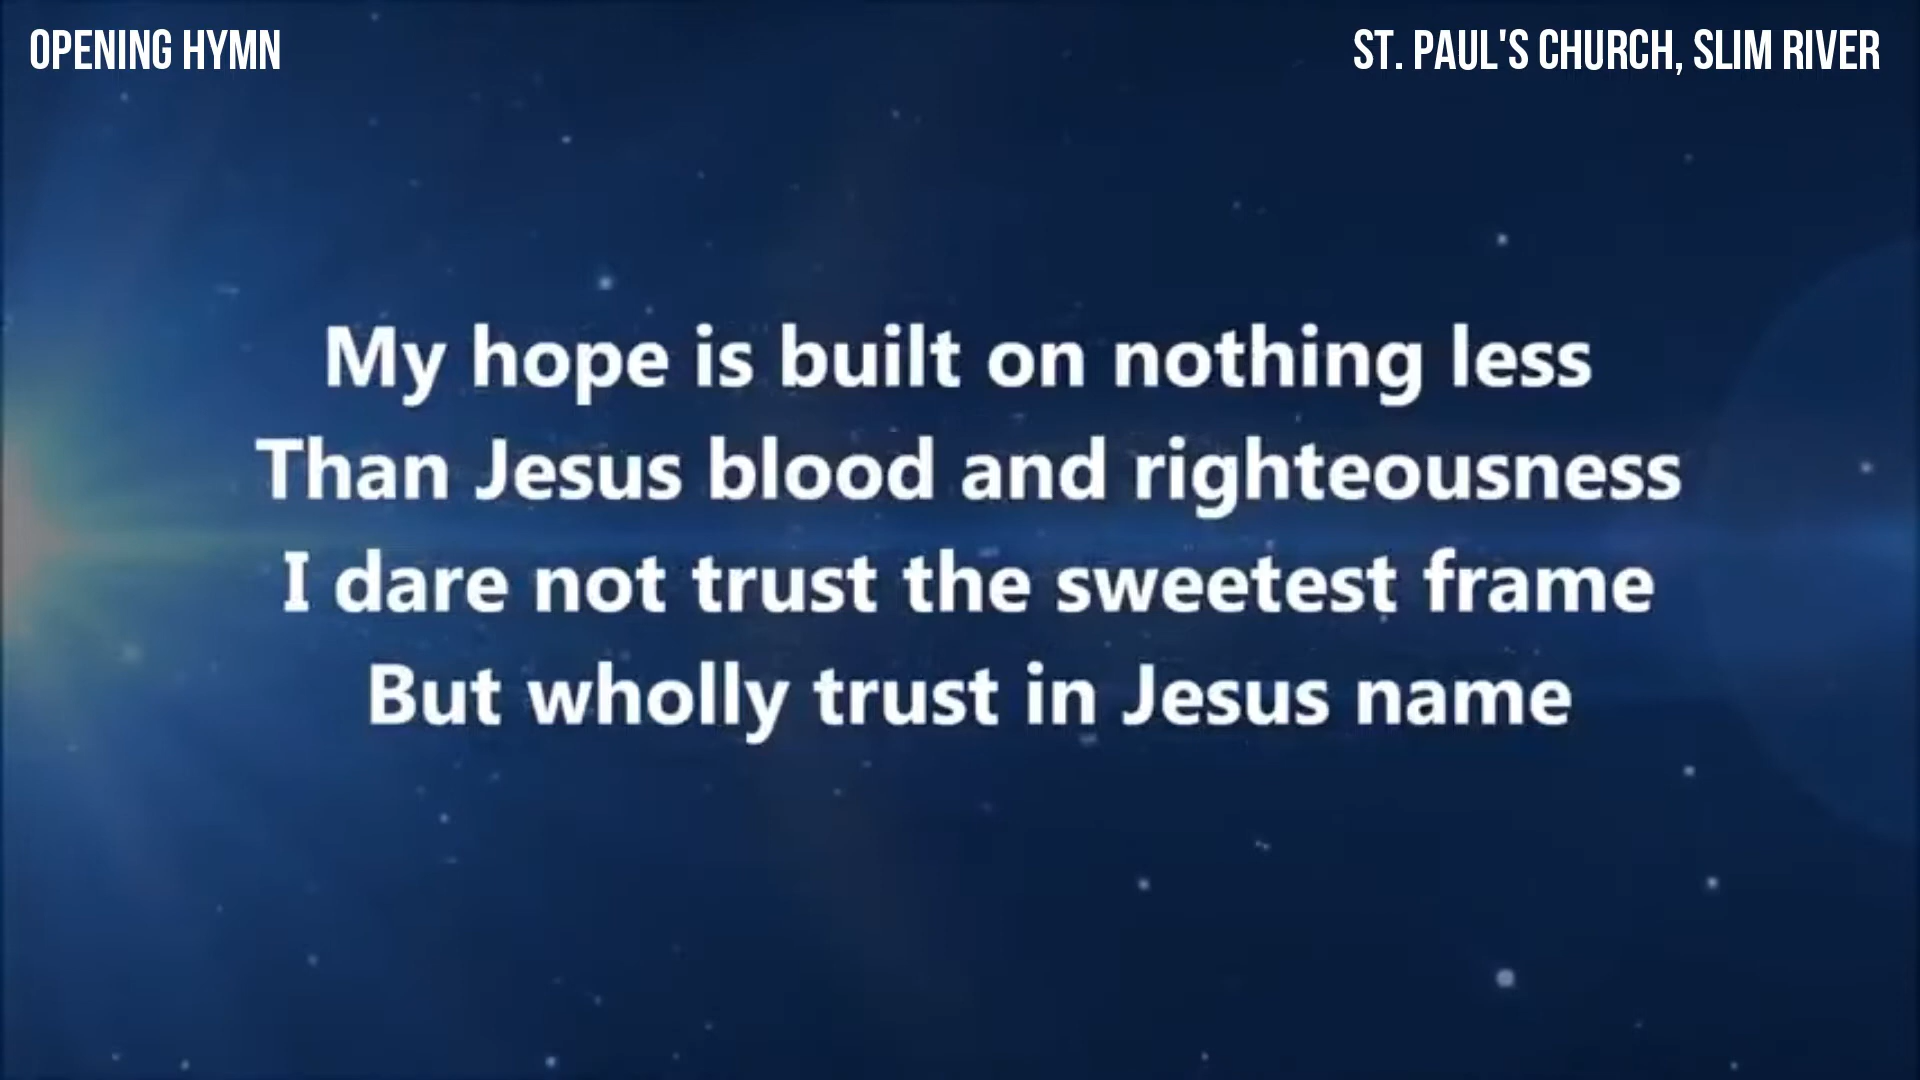 OPENING HYMN
ST. PAUL'S CHURCH, SLIM RIVER
My hope is built on nothing less
Than Jesus blood and righteousness
I dare not trust the sweetest frame
But wholly trust in Jesus name